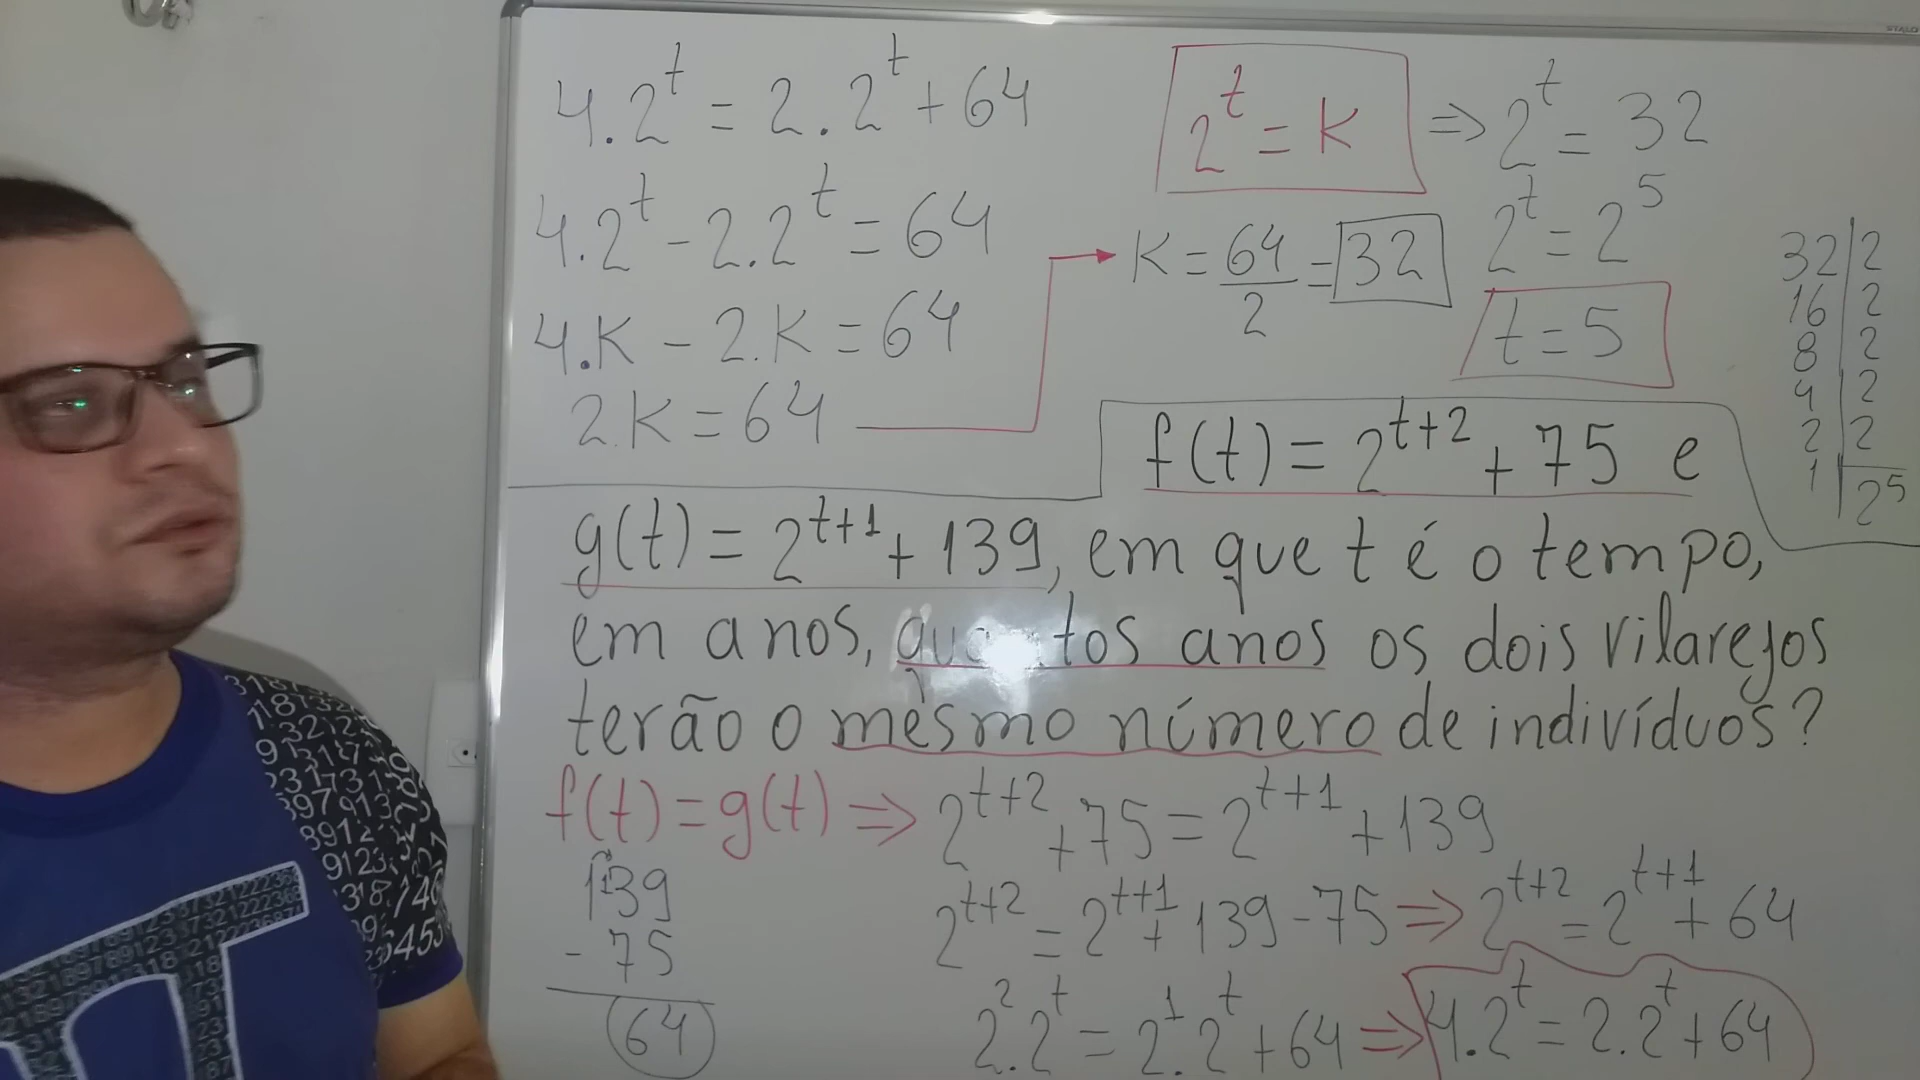 4.2^t = 2.2^t + 64
4.2^t - 2.2^t = 64
4.K - 2.K = 64
2.K = 64
2^t = K ⇒ 2^t = 32
K = 64/2 = 32
2^t = 2^5
t = 5
32 | 2
16 | 2
8 | 2
4 | 2
2 | 2
1 | 2^5
f(t) = 2^{t+2} + 75 e
g(t) = 2^{t+1} + 139, em que t é o tempo,
em anos, quantos anos os dois vilarejos
terão o mesmo número de indivíduos?
f(t) = g(t) ⇒ 2^{t+2} + 75 = 2^{t+1} + 139
2^{t+2} = 2^{t+1} + 139 - 75 ⇒ 2^{t+2} = 2^{t+1} + 64
2^2.2^t = 2^1.2^t + 64 ⇒ 4.2^t = 2.2^t + 64
139
- 75
64